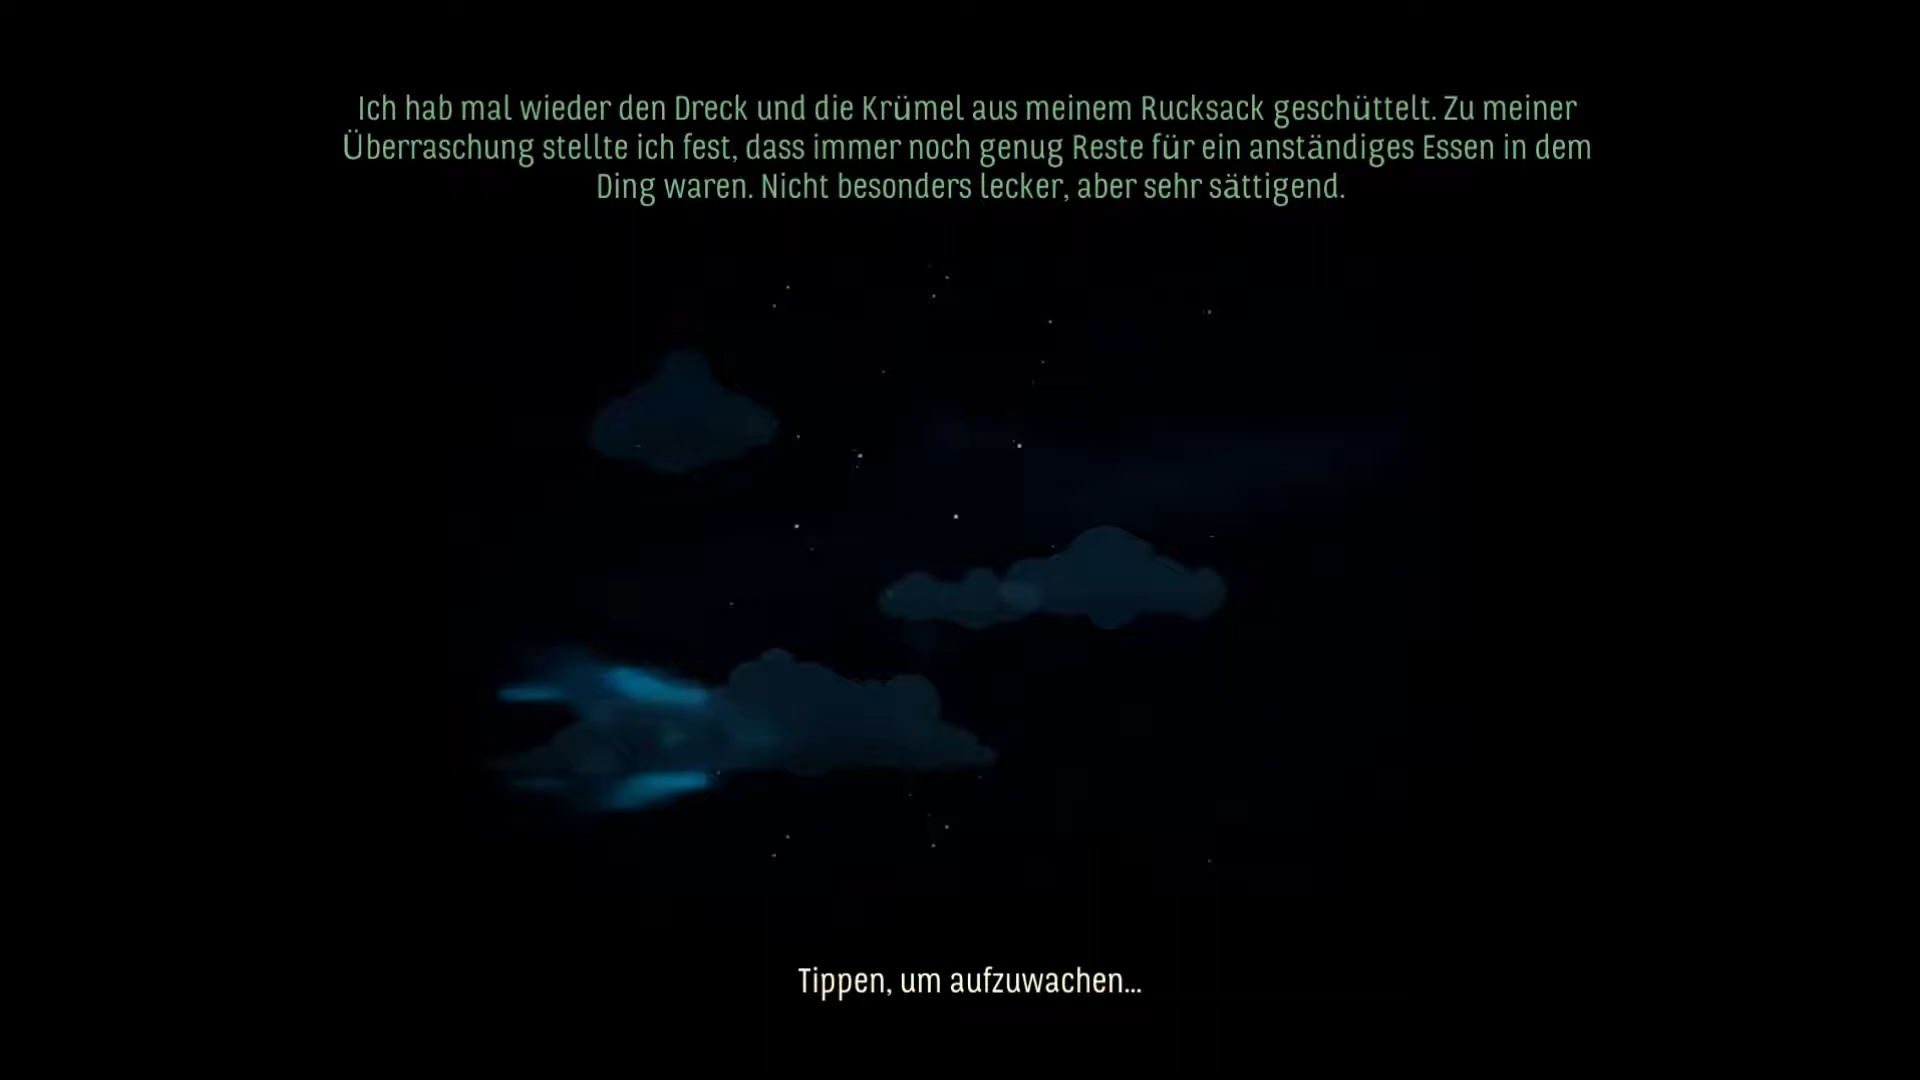 Ich hab mal wieder den Dreck und die Krümel aus meinem Rucksack geschüttelt. Zu meiner
Überraschung stellte ich fest, dass immer noch genug Reste für ein anständiges Essen in dem
Ding waren. Nicht besonders lecker, aber sehr sättigend.
Tippen, um aufzuwachen...